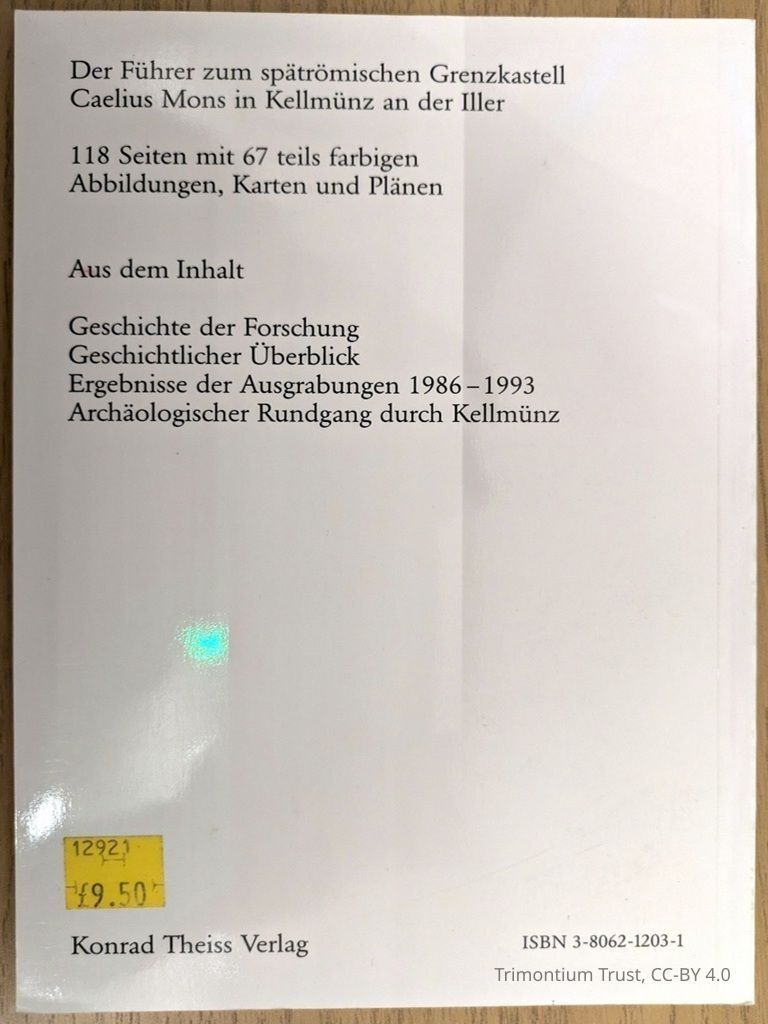 Der Führer zum spätrömischen Grenzkastell
Caelius Mons in Kellmünz an der Iller
118 Seiten mit 67 teils farbigen
Abbildungen, Karten und Plänen
Aus dem Inhalt
Geschichte der Forschung
Geschichtlicher Überblick
Ergebnisse der Ausgrabungen 1986–1993
Archäologischer Rundgang durch Kellmünz
12921
£9.50
Konrad Theiss Verlag
ISBN 3-8062-1203-1
Trimontium Trust, CC-BY 4.0